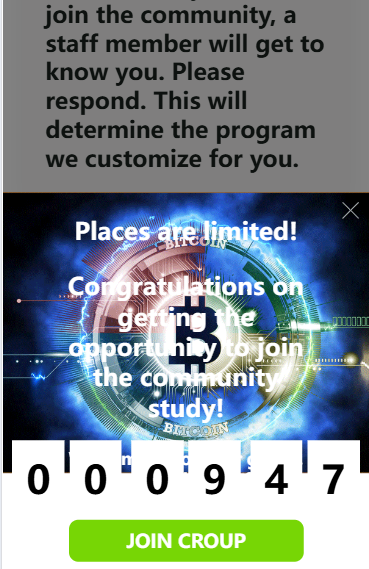 join the community, a
staff member will get to
know you. Please
respond. This will
determine the program
we customize for you.
Places are limited!
BITCOIN
Congratulations on
getting the
opportunity to join
the community
study!
BITCOIN
0 0 0 9 4 7
JOIN CROUP